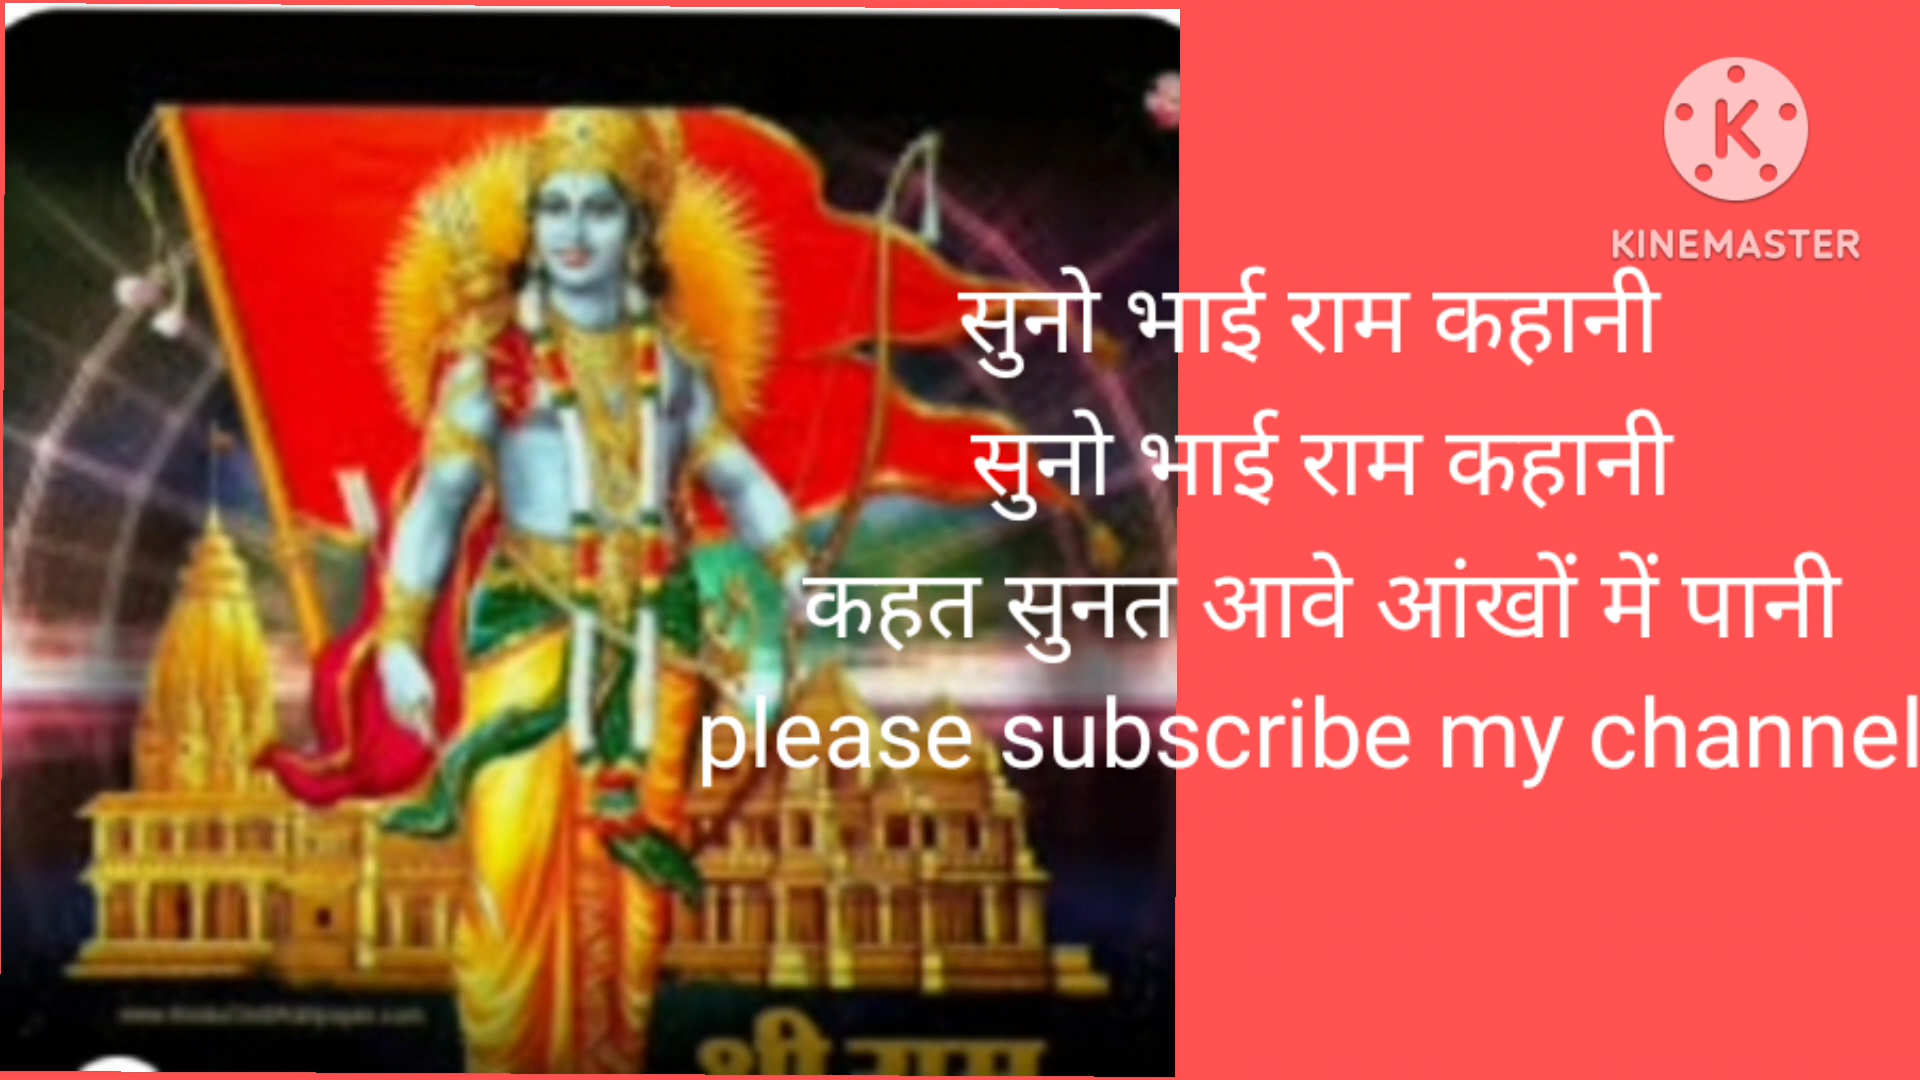 KINEMASTER
सुनो भाई राम कहानी
सुनो भाई राम कहानी
कहत सुनत आवे आंखों में पानी
please subscribe my channel
श्री राम